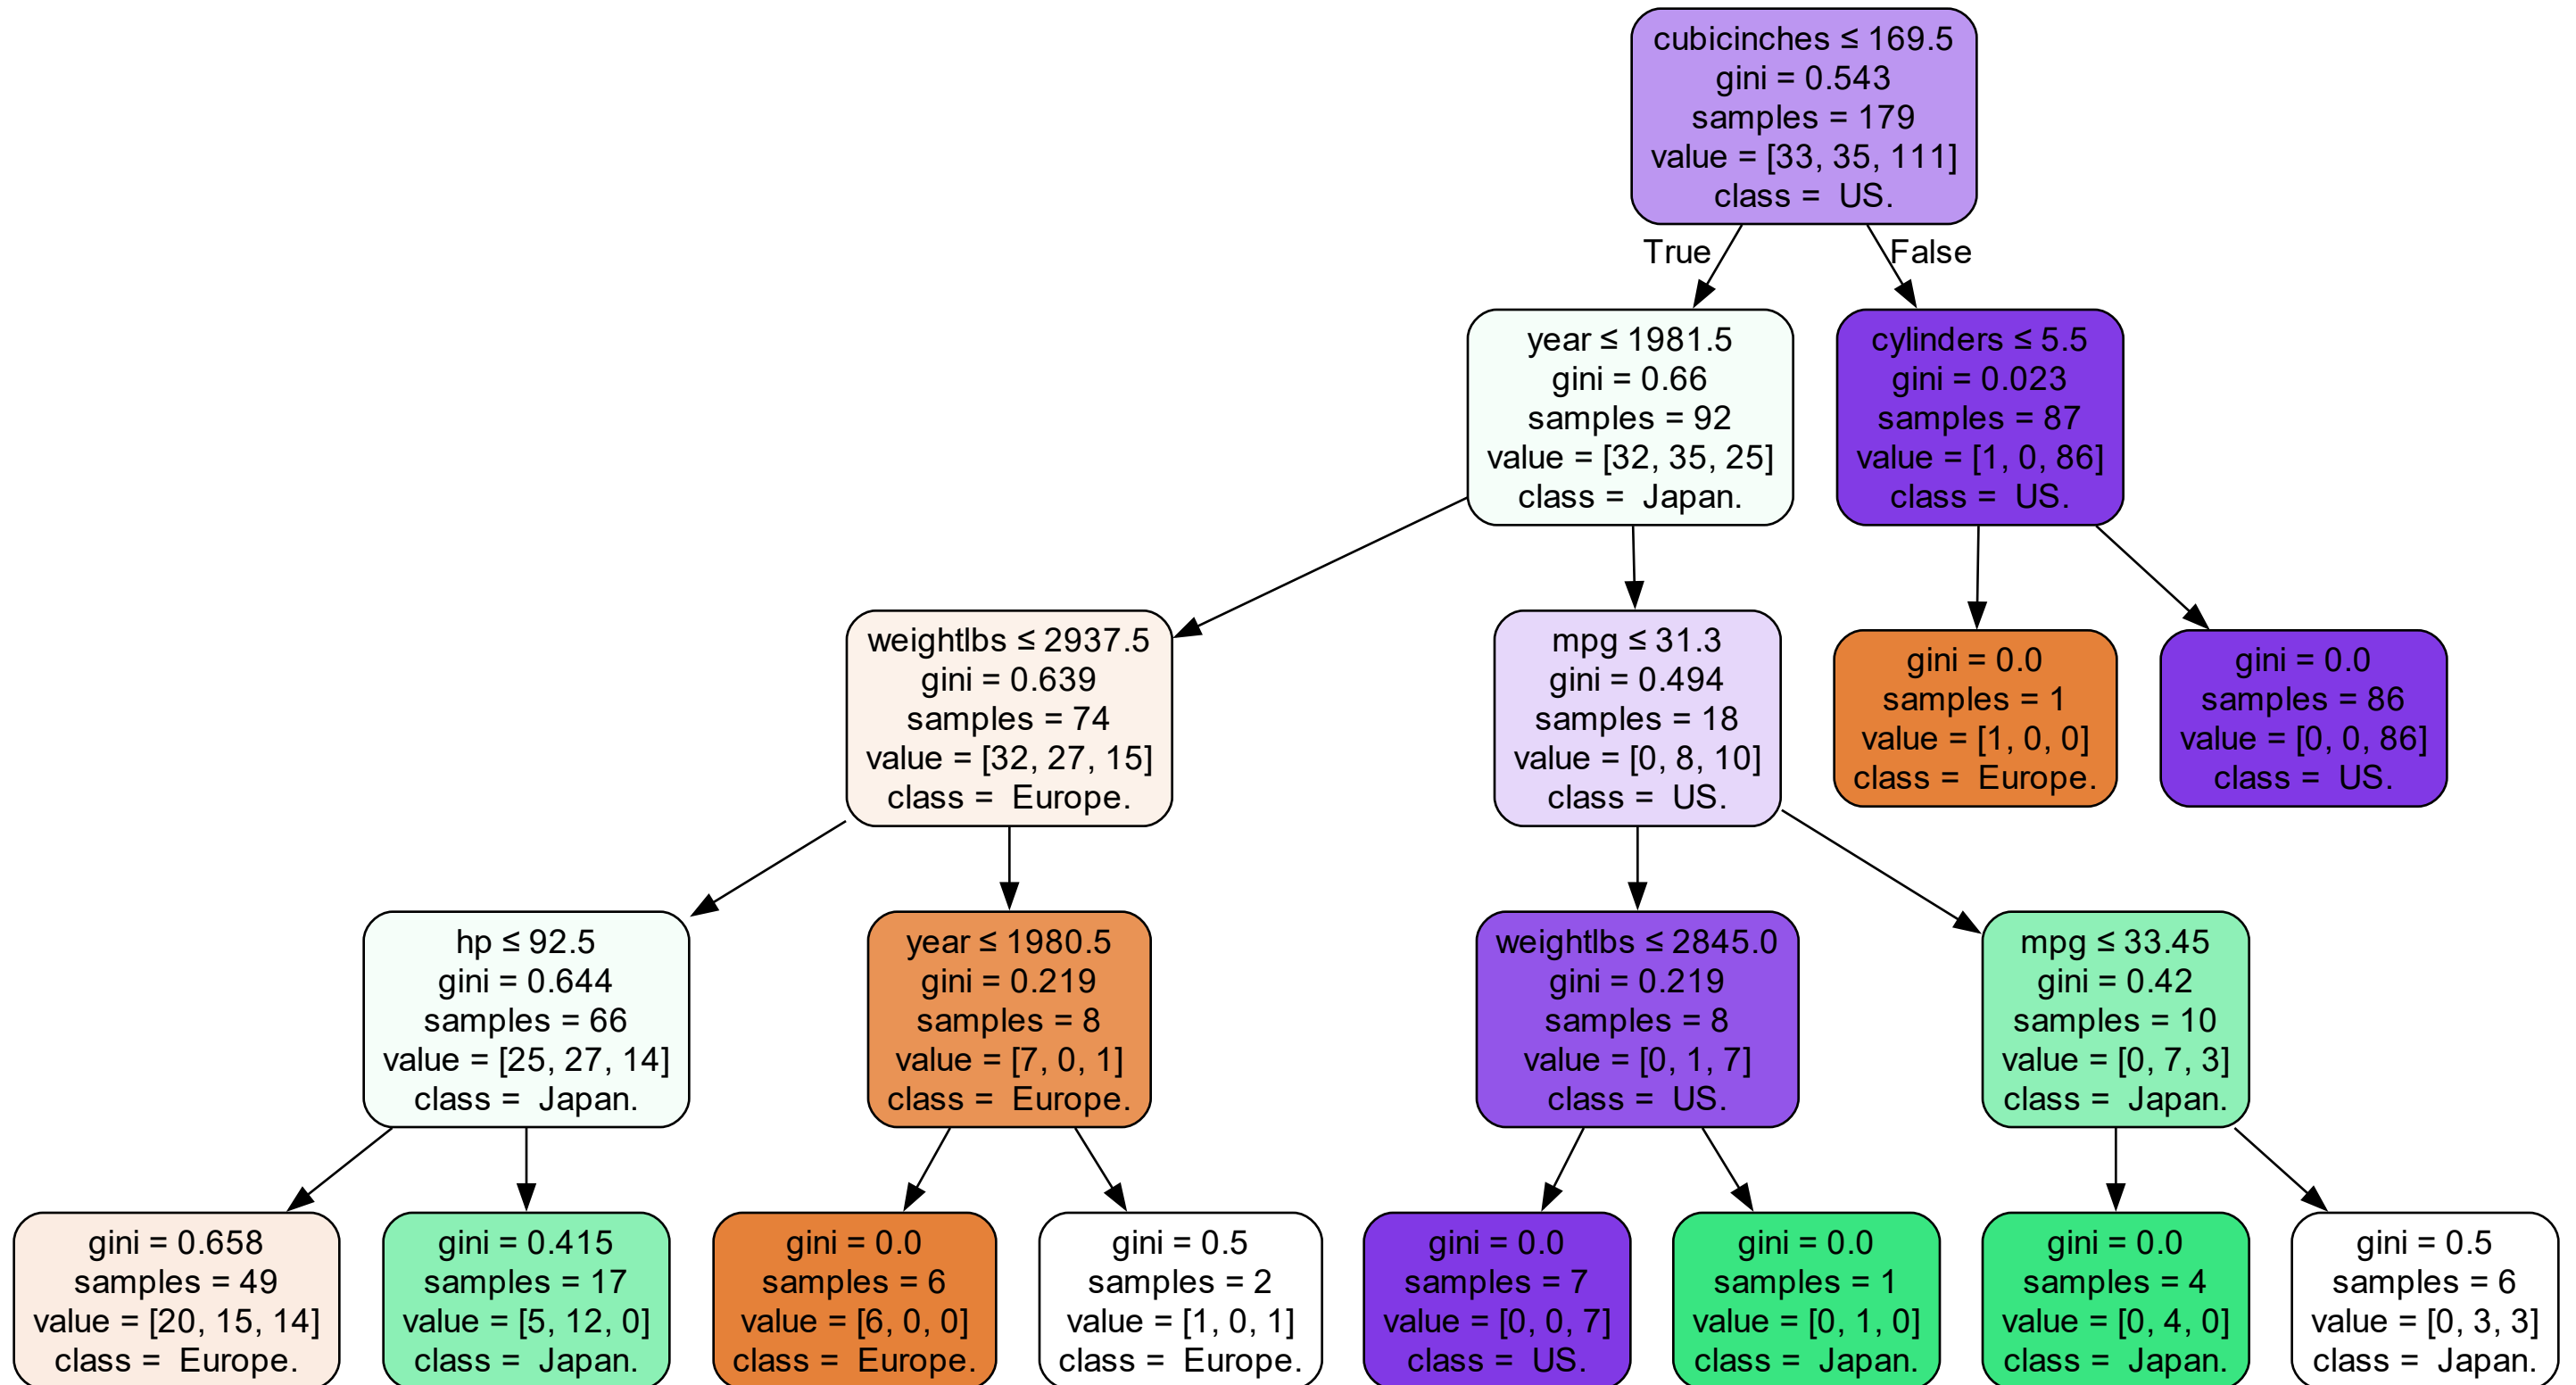 cubicinches ≤ 169.5
gini = 0.543
samples = 179
value = [33, 35, 111]
class =  US.
True
False
year ≤ 1981.5
gini = 0.66
samples = 92
value = [32, 35, 25]
class =  Japan.
cylinders ≤ 5.5
gini = 0.023
samples = 87
value = [1, 0, 86]
class =  US.
weightlbs ≤ 2937.5
gini = 0.639
samples = 74
value = [32, 27, 15]
class =  Europe.
mpg ≤ 31.3
gini = 0.494
samples = 18
value = [0, 8, 10]
class =  US.
gini = 0.0
samples = 1
value = [1, 0, 0]
class =  Europe.
gini = 0.0
samples = 86
value = [0, 0, 86]
class =  US.
hp ≤ 92.5
gini = 0.644
samples = 66
value = [25, 27, 14]
class =  Japan.
year ≤ 1980.5
gini = 0.219
samples = 8
value = [7, 0, 1]
class =  Europe.
weightlbs ≤ 2845.0
gini = 0.219
samples = 8
value = [0, 1, 7]
class =  US.
mpg ≤ 33.45
gini = 0.42
samples = 10
value = [0, 7, 3]
class =  Japan.
gini = 0.658
samples = 49
value = [20, 15, 14]
class =  Europe.
gini = 0.415
samples = 17
value = [5, 12, 0]
class =  Japan.
gini = 0.0
samples = 6
value = [6, 0, 0]
class =  Europe.
gini = 0.5
samples = 2
value = [1, 0, 1]
class =  Europe.
gini = 0.0
samples = 7
value = [0, 0, 7]
class =  US.
gini = 0.0
samples = 1
value = [0, 1, 0]
class =  Japan.
gini = 0.0
samples = 4
value = [0, 4, 0]
class =  Japan.
gini = 0.5
samples = 6
value = [0, 3, 3]
class =  Japan.